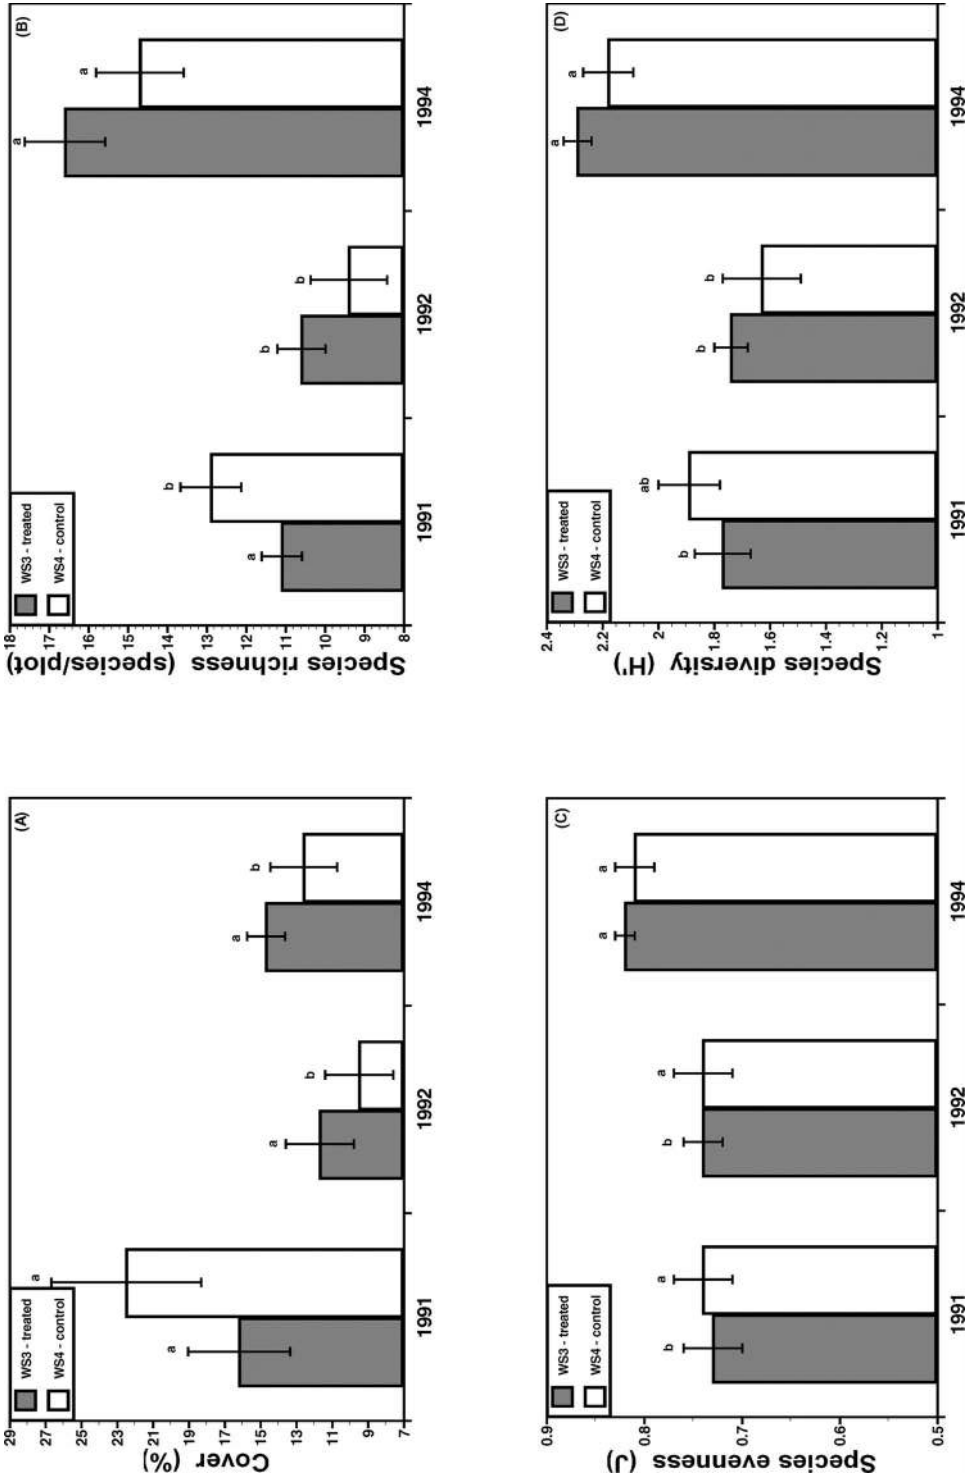 (A)
WS3 - treated
WS4 - control
Cover (%)
29
25
21
17
15
13
9
7
a
a
a
b
a
b
1991
1992
1994
(B)
WS3 - treated
WS4 - control
Species richness (species/plot)
18
17
16
15
14
13
12
11
10
9
8
a
b
b
b
a
a
1991
1992
1994
(C)
WS3 - treated
WS4 - control
Species evenness (J)
0.9
0.8
0.7
0.6
0.5
b
a
b
a
a
a
1991
1992
1994
(D)
WS3 - treated
WS4 - control
Species diversity (H')
2.4
2.2
2
1.8
1.6
1.4
1.2
1
b
ab
b
b
a
a
1991
1992
1994